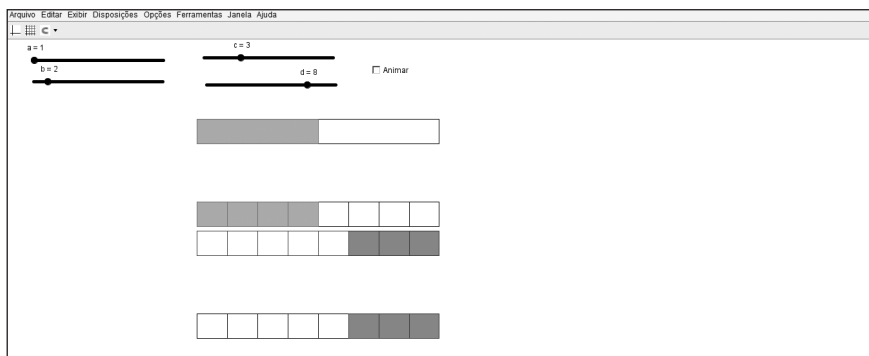 Arquivo Editar Exibir Disposições Opções Ferramentas Janela Ajuda
a = 1
c = 3
b = 2
d = 8
Animar